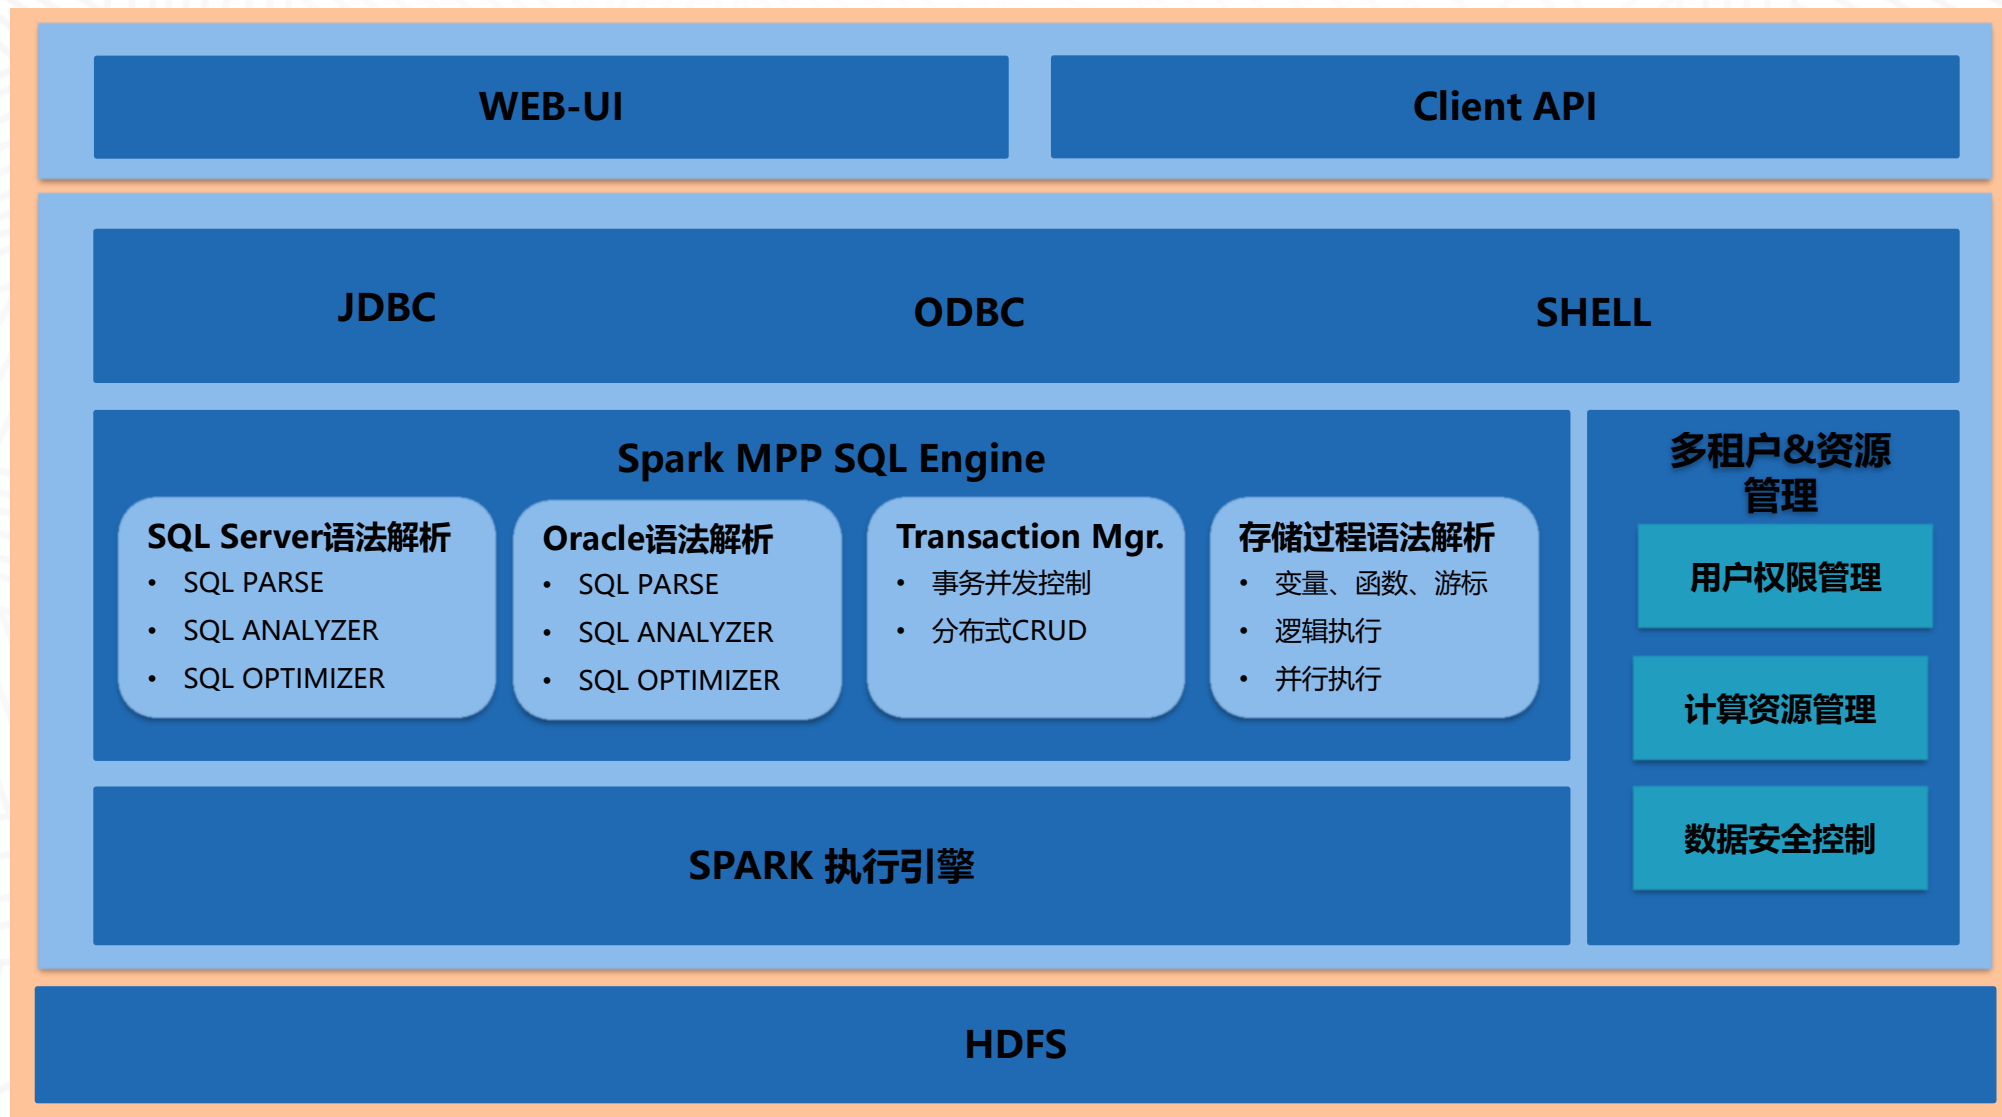 WEB-UI
Client API
JDBC
ODBC
SHELL
Spark MPP SQL Engine
SQL Server语法解析
• SQL PARSE
• SQL ANALYZER
• SQL OPTIMIZER
Oracle语法解析
• SQL PARSE
• SQL ANALYZER
• SQL OPTIMIZER
Transaction Mgr.
• 事务并发控制
• 分布式CRUD
存储过程语法解析
• 变量、函数、游标
• 逻辑执行
• 并行执行
多租户&资源
管理
用户权限管理
计算资源管理
数据安全控制
SPARK 执行引擎
HDFS